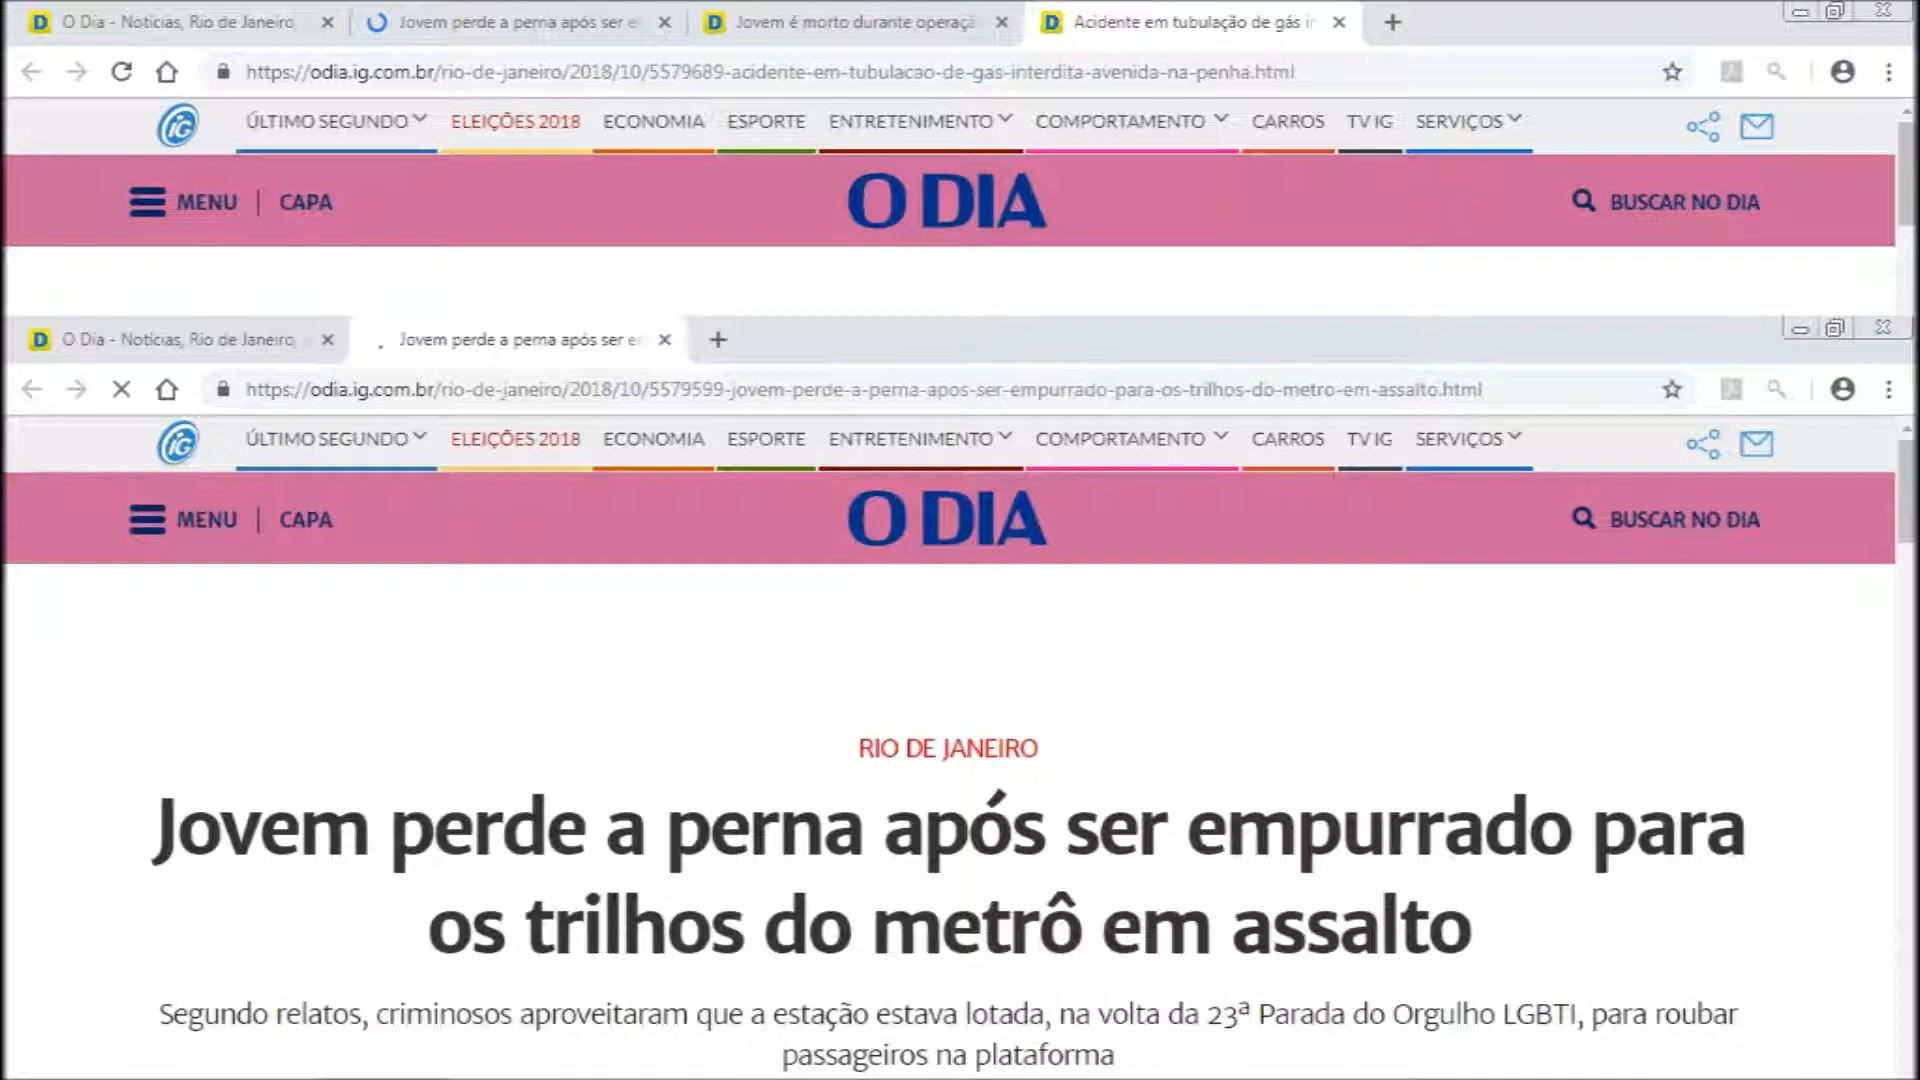 O Dia - Notícias, Rio de Janeiro,
Jovem perde a perna após ser e
Jovem é morto durante operaçã
Acidente em tubulação de gás in
https://odia.ig.com.br/rio-de-janeiro/2018/10/5579689-acidente-em-tubulacao-de-gas-interdita-avenida-na-penha.html
iG ÚLTIMO SEGUNDO ELEIÇÕES 2018 ECONOMIA ESPORTE ENTRETENIMENTO COMPORTAMENTO CARROS TV IG SERVIÇOS
MENU | CAPA O DIA BUSCAR NO DIA
O Dia - Notícias, Rio de Janeiro,
Jovem perde a perna após ser e
https://odia.ig.com.br/rio-de-janeiro/2018/10/5579599-jovem-perde-a-perna-apos-ser-empurrado-para-os-trilhos-do-metro-em-assalto.html
iG ÚLTIMO SEGUNDO ELEIÇÕES 2018 ECONOMIA ESPORTE ENTRETENIMENTO COMPORTAMENTO CARROS TV IG SERVIÇOS
MENU | CAPA O DIA BUSCAR NO DIA
RIO DE JANEIRO
Jovem perde a perna após ser empurrado para
os trilhos do metrô em assalto
Segundo relatos, criminosos aproveitaram que a estação estava lotada, na volta da 23ª Parada do Orgulho LGBTI, para roubar
passageiros na plataforma